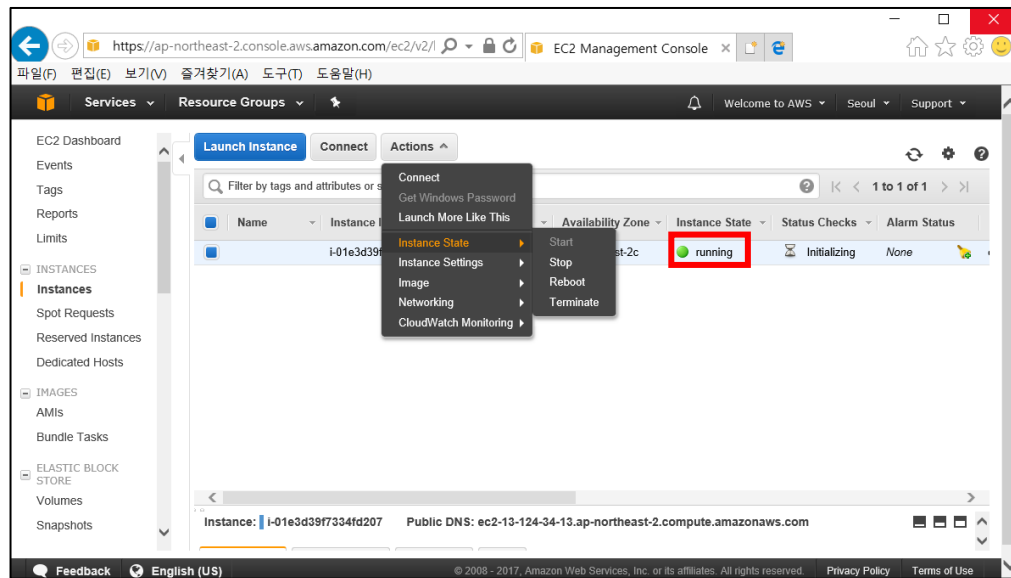 https://ap-northeast-2.console.aws.amazon.com/ec2/v2/
EC2 Management Console
파일(F) 편집(E) 보기(V) 즐겨찾기(A) 도구(T) 도움말(H)
Services Resource Groups Welcome to AWS Seoul Support
EC2 Dashboard
Events
Tags
Reports
Limits
INSTANCES
Instances
Spot Requests
Reserved Instances
Dedicated Hosts
IMAGES
AMIs
Bundle Tasks
ELASTIC BLOCK
STORE
Volumes
Snapshots
Launch Instance Connect Actions
Filter by tags and attributes or s
1 to 1 of 1
Name Instance Availability Zone Instance State Status Checks Alarm Status
i-01e3d39f st-2c running Initializing None
Connect
Get Windows Password
Launch More Like This
Instance State
Instance Settings
Image
Networking
CloudWatch Monitoring
Start
Stop
Reboot
Terminate
Instance: i-01e3d39f7334fd207 Public DNS: ec2-13-124-34-13.ap-northeast-2.compute.amazonaws.com
Feedback English (US) © 2008 - 2017, Amazon Web Services, Inc. or its affiliates. All rights reserved. Privacy Policy Terms of Use